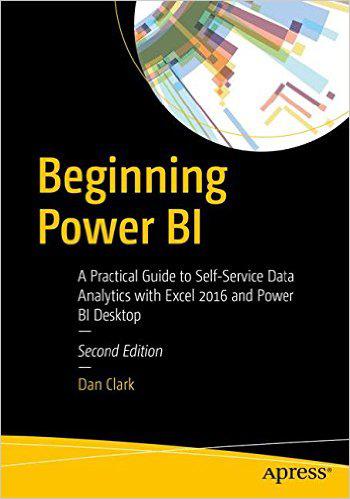 Beginning
Power BI
A Practical Guide to Self-Service Data
Analytics with Excel 2016 and Power
BI Desktop
—
Second Edition
—
Dan Clark
Apress®